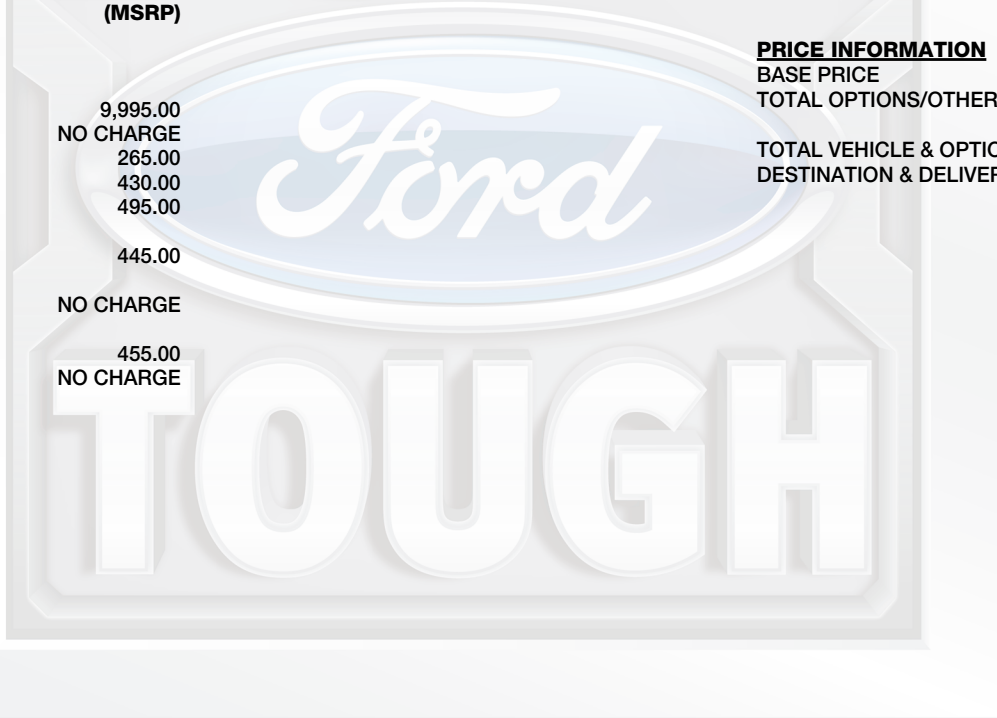 (MSRP)
9,995.00
NO CHARGE
265.00
430.00
495.00
445.00
NO CHARGE
455.00
NO CHARGE
PRICE INFORMATION
BASE PRICE
TOTAL OPTIONS/OTHER
TOTAL VEHICLE & OPTIO
DESTINATION & DELIVER
Ford
TOUGH